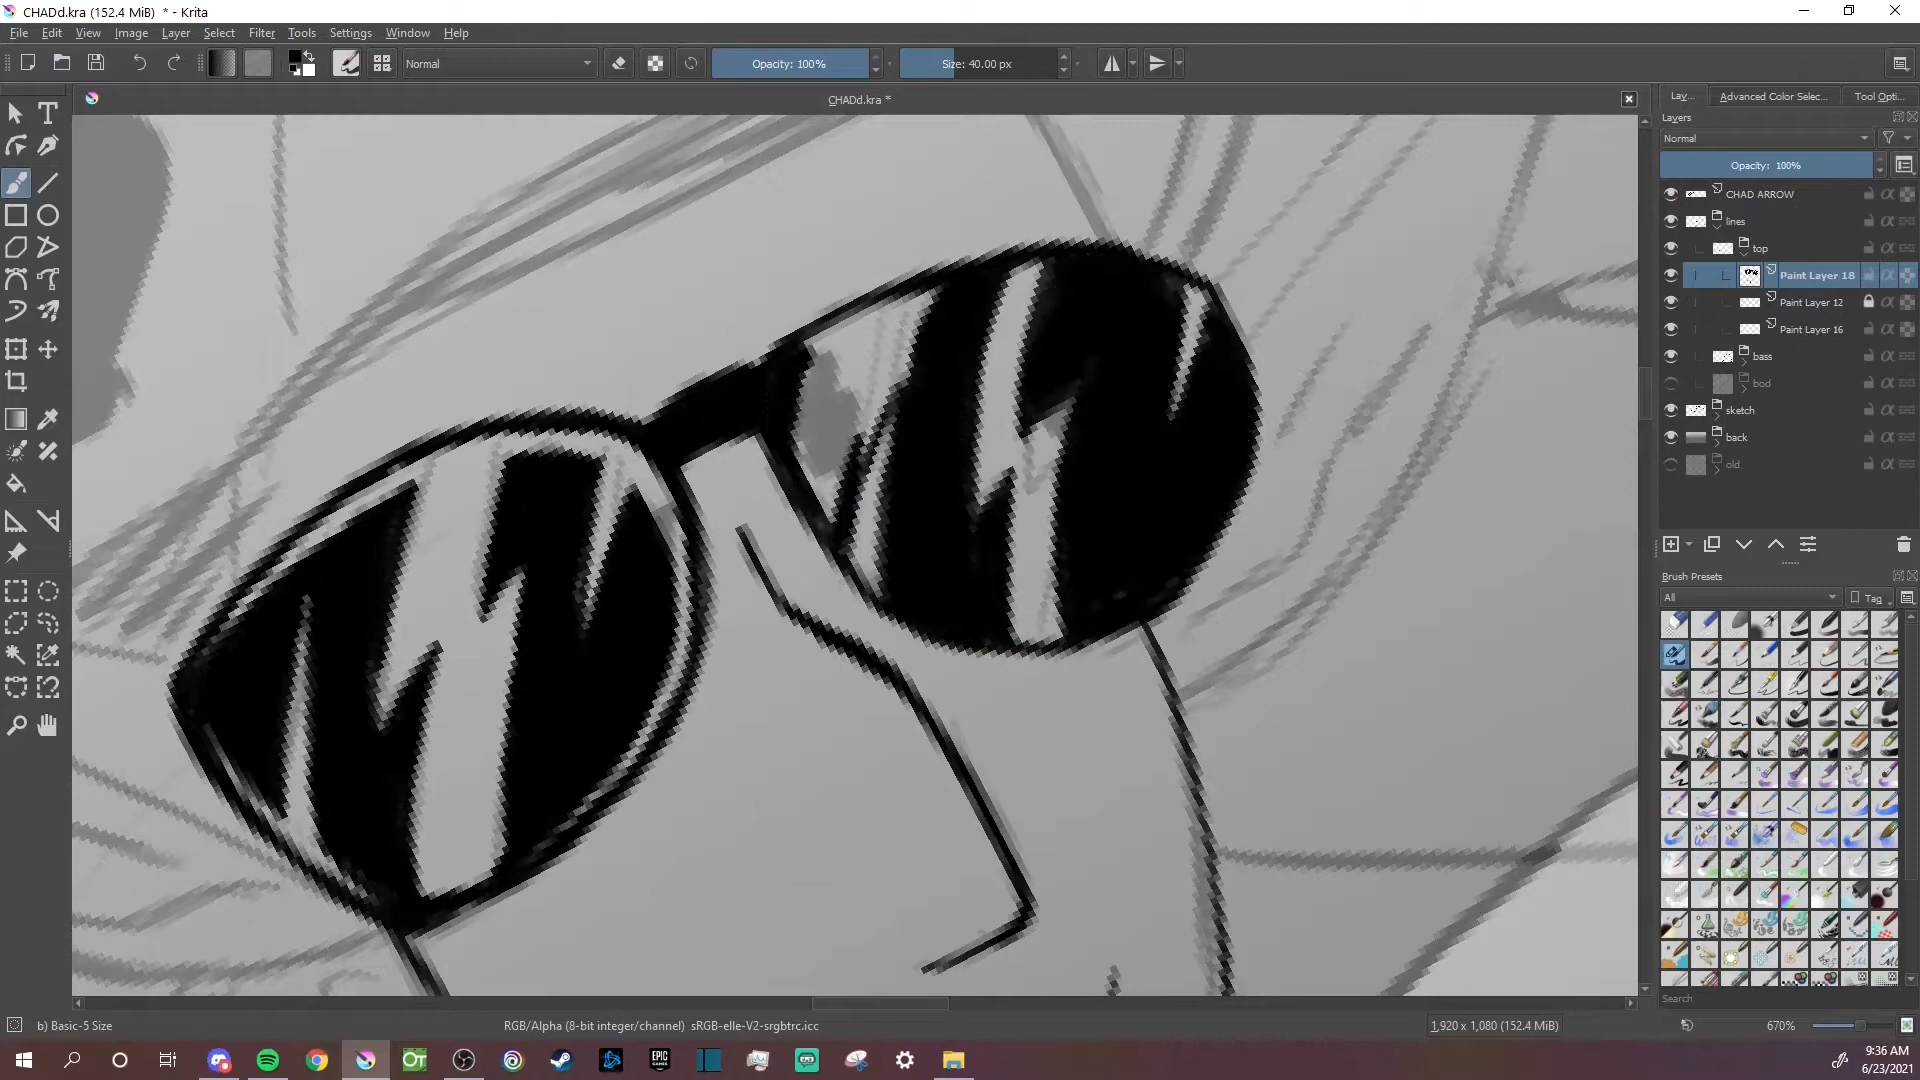 CHADd.kra (152.4 MiB) * - Krita
File Edit View Image Layer Select Filter Tools Settings Window Help
Normal
Opacity: 100%
Size: 40.00 px
CHADd.kra *
Lay...
Advanced Color Selec...
Tool Opti...
Layers
Normal
Opacity: 100%
CHAD ARROW
lines
top
Paint Layer 18
Paint Layer 12
Paint Layer 16
bass
bod
sketch
back
old
Brush Presets
All
Tag
Search
b) Basic-5 Size
RGB/Alpha (8-bit integer/channel) sRGB-elle-V2-srgbtrc.icc
1,920 x 1,080 (152.4 MiB)
670%
OT
EPIC GAMES
9:36 AM
6/23/2021